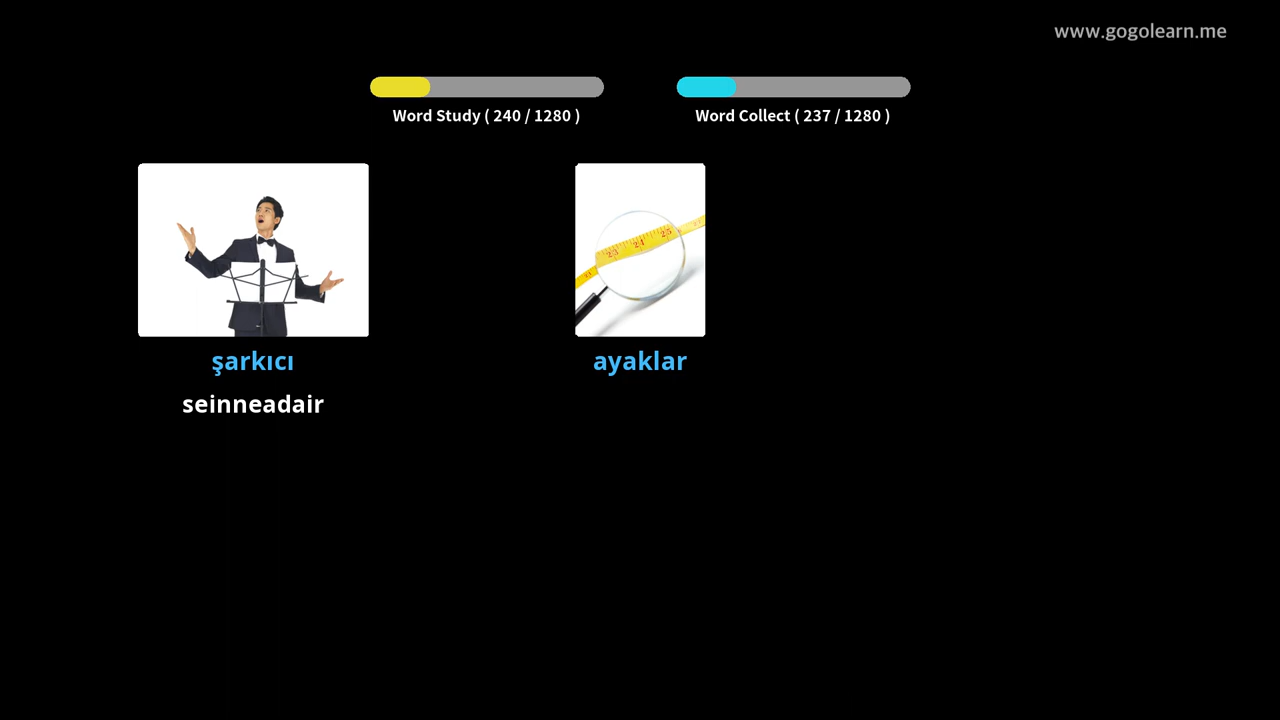 www.gogolearn.me
Word Study ( 240 / 1280 )
Word Collect ( 237 / 1280 )
şarkıcı
ayaklar
seinneadair